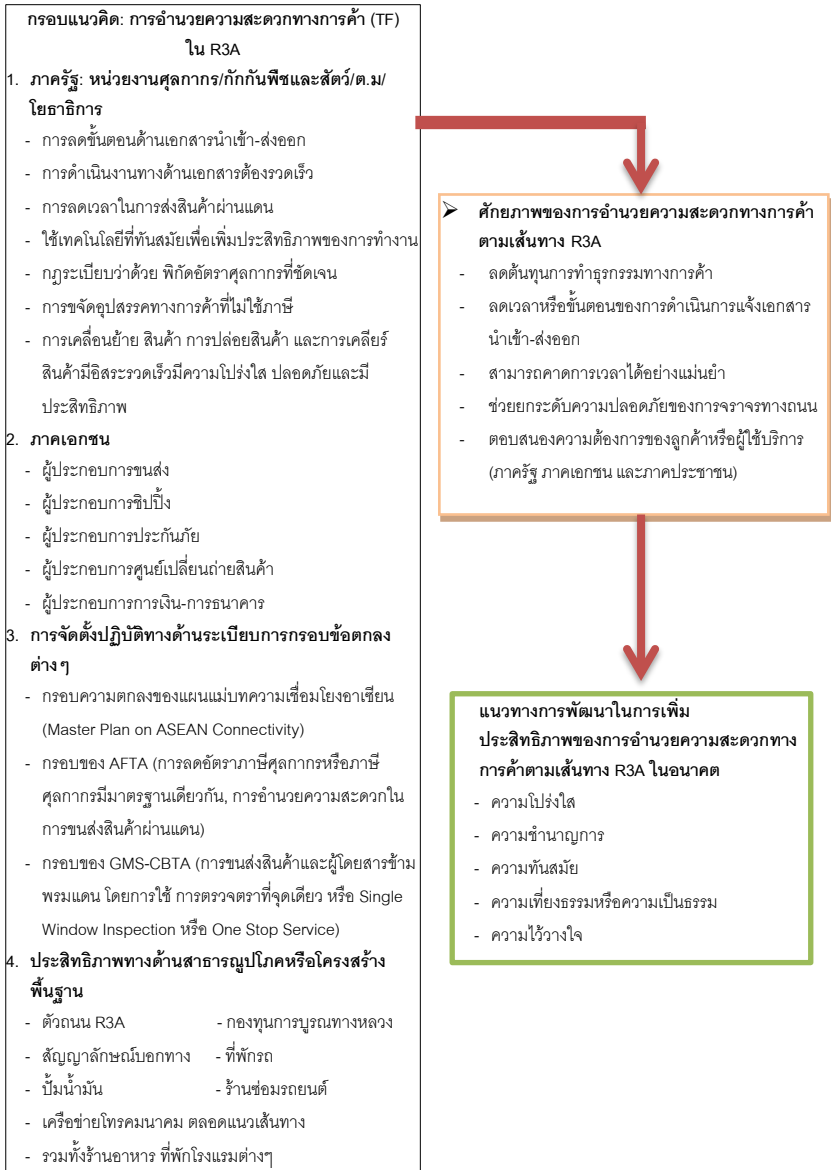 กรอบแนวคิด: การอำนวยความสะดวกทางการค้า (TF)
ใน R3A
1. ภาครัฐ: หน่วยงานศุลกากร/กักกันพืชและสัตว์/ต.ม/
โยธาธิการ
- การลดขั้นตอนด้านเอกสารนำเข้า-ส่งออก
- การดำเนินงานทางด้านเอกสารต้องรวดเร็ว
- การลดเวลาในการส่งสินค้าผ่านแดน
- ใช้เทคโนโลยีที่ทันสมัยเพื่อเพิ่มประสิทธิภาพของการทำงาน
- กฎระเบียบว่าด้วย พิกัดอัตราศุลกากรที่ชัดเจน
- การขจัดอุปสรรคทางการค้าที่ไม่ใช้ภาษี
- การเคลื่อนย้าย สินค้า การปล่อยสินค้า และการเคลียร์
สินค้ามีอิสระรวดเร็วมีความโปร่งใส ปลอดภัยและมี
ประสิทธิภาพ
2. ภาคเอกชน
- ผู้ประกอบการขนส่ง
- ผู้ประกอบการชิปปิ้ง
- ผู้ประกอบการประกันภัย
- ผู้ประกอบการศูนย์เปลี่ยนถ่ายสินค้า
- ผู้ประกอบการการเงิน-การธนาคาร
3. การจัดตั้งปฏิบัติทางด้านระเบียบการกรอบข้อตกลง
ต่างๆ
- กรอบความตกลงของแผนแม่บทความเชื่อมโยงอาเซียน
(Master Plan on ASEAN Connectivity)
- กรอบของ AFTA (การลดอัตราภาษีศุลกากรหรือภาษี
ศุลกากรมีมาตรฐานเดียวกัน, การอำนวยความสะดวกใน
การขนส่งสินค้าผ่านแดน)
- กรอบของ GMS-CBTA (การขนส่งสินค้าและผู้โดยสารข้าม
พรมแดน โดยการใช้ การตรวจตราที่จุดเดียว หรือ Single
Window Inspection หรือ One Stop Service)
4. ประสิทธิภาพทางด้านสาธารณูปโภคหรือโครงสร้าง
พื้นฐาน
- ตัวถนน R3A - กองทุนการบูรณทางหลวง
- สัญญาลักษณ์บอกทาง - ที่พักรถ
- ปั้มน้ำมัน - ร้านซ่อมรถยนต์
- เครือข่ายโทรคมนาคม ตลอดแนวเส้นทาง
- รวมทั้งร้านอาหาร ที่พักโรงแรมต่างๆ
➢ ศักยภาพของการอำนวยความสะดวกทางการค้า
ตามเส้นทาง R3A
- ลดต้นทุนการทำธุรกรรมทางการค้า
- ลดเวลาหรือขั้นตอนของการดำเนินการแจ้งเอกสาร
นำเข้า-ส่งออก
- สามารถคาดการเวลาได้อย่างแม่นยำ
- ช่วยยกระดับความปลอดภัยของการจราจรทางถนน
- ตอบสนองความต้องการของลูกค้าหรือผู้ใช้บริการ
(ภาครัฐ ภาคเอกชน และภาคประชาชน)
แนวทางการพัฒนาในการเพิ่ม
ประสิทธิภาพของการอำนวยความสะดวกทาง
การค้าตามเส้นทาง R3A ในอนาคต
- ความโปร่งใส
- ความชำนาญการ
- ความทันสมัย
- ความเที่ยงธรรมหรือความเป็นธรรม
- ความไว้วางใจ